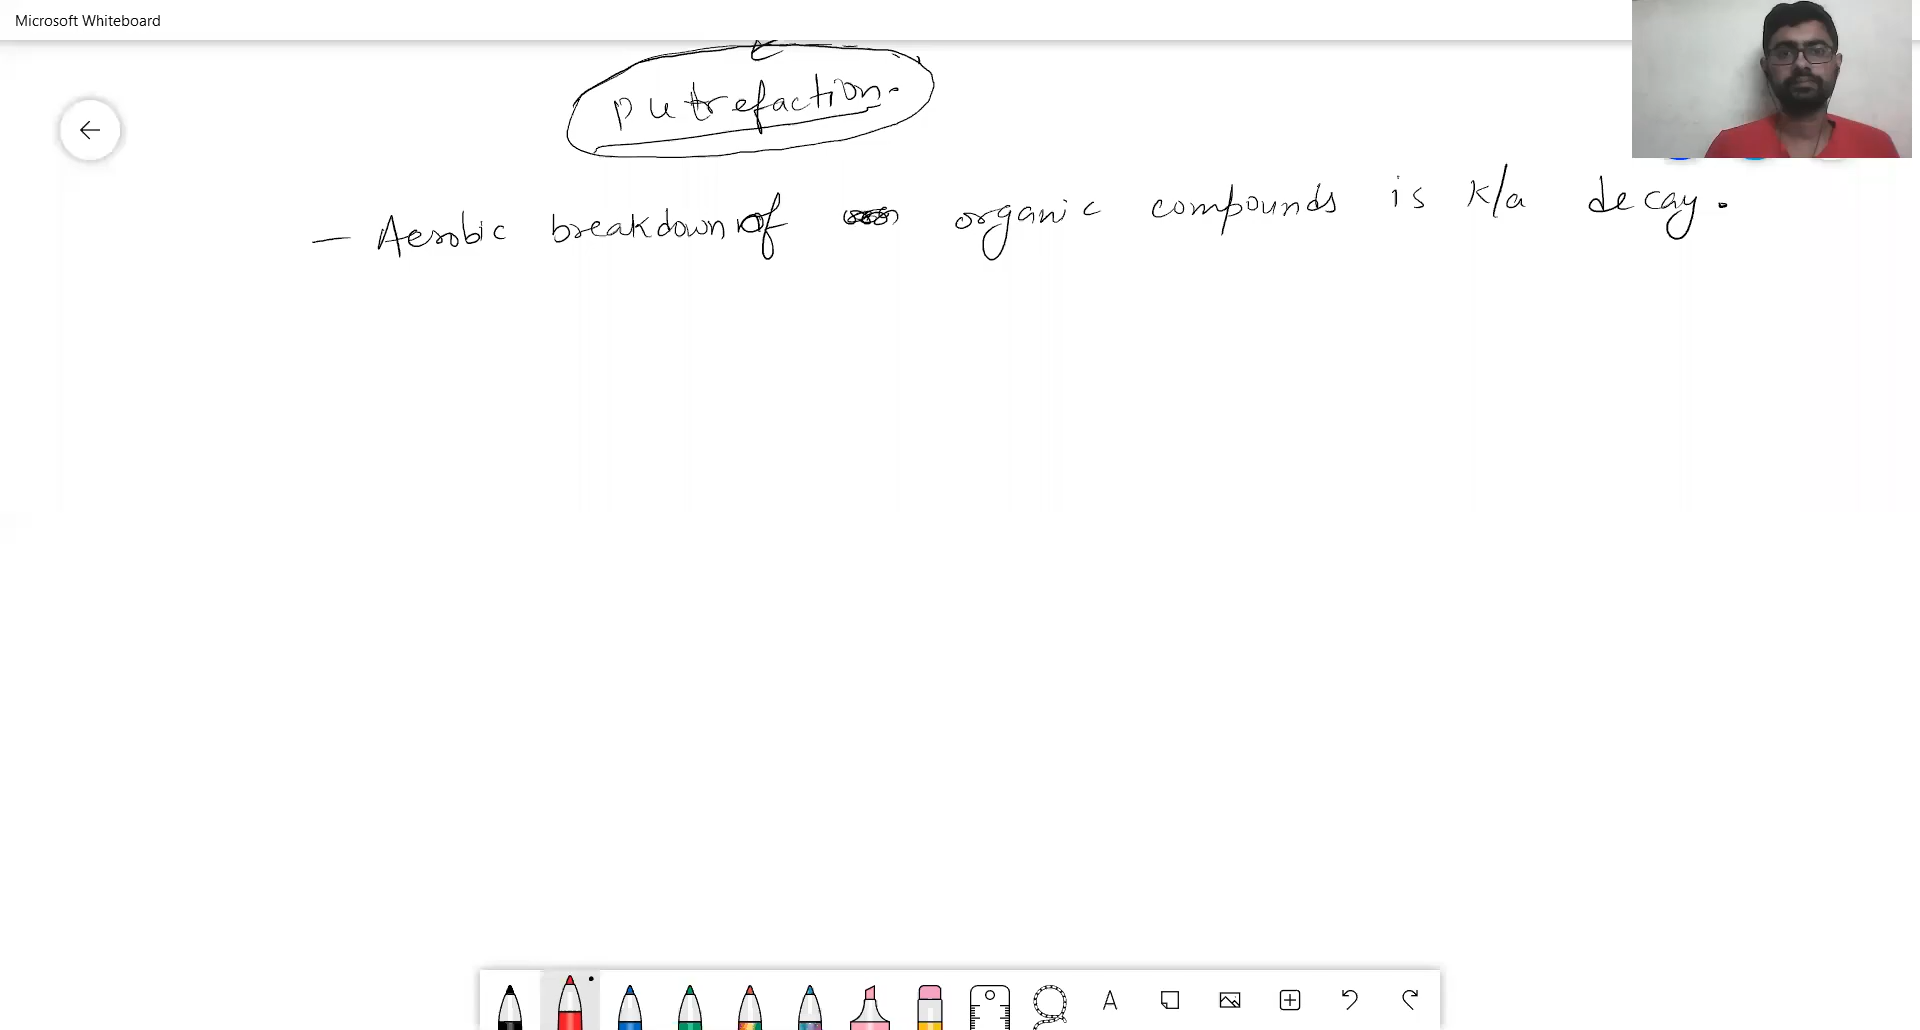 Microsoft Whiteboard
putrefaction.
— Aerobic breakdown of organic compounds is k/a decay.